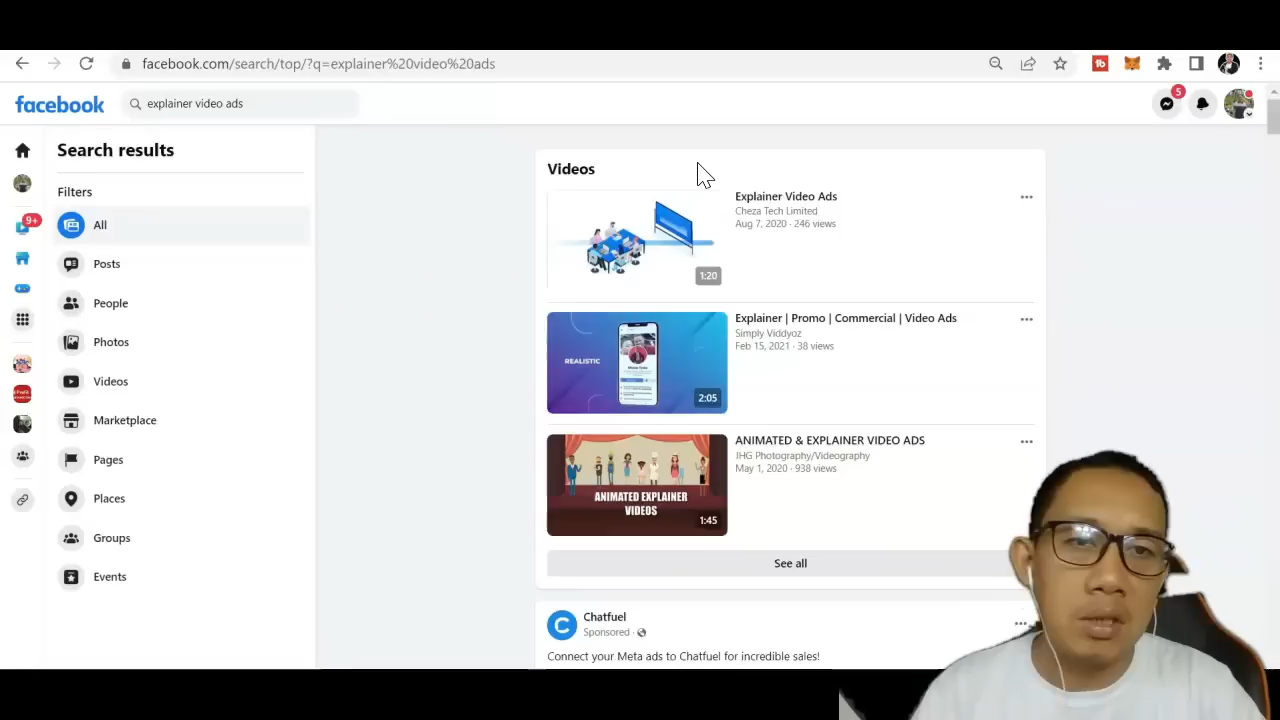 facebook.com/search/top/?q=explainer%20video%20ads
facebook
explainer video ads
5
Search results
Filters
All
Posts
People
Photos
Videos
Marketplace
Pages
Places
Groups
Events
9+
Videos
1:20
Explainer Video Ads
Cheza Tech Limited
Aug 7, 2020 · 246 views
REALISTIC
2:05
Explainer | Promo | Commercial | Video Ads
Simply Viddyoz
Feb 15, 2021 · 38 views
ANIMATED EXPLAINER
VIDEOS
1:45
ANIMATED & EXPLAINER VIDEO ADS
JHG Photography/Videography
May 1, 2020 · 938 views
See all
C
Chatfuel
Sponsored ·
Connect your Meta ads to Chatfuel for incredible sales!